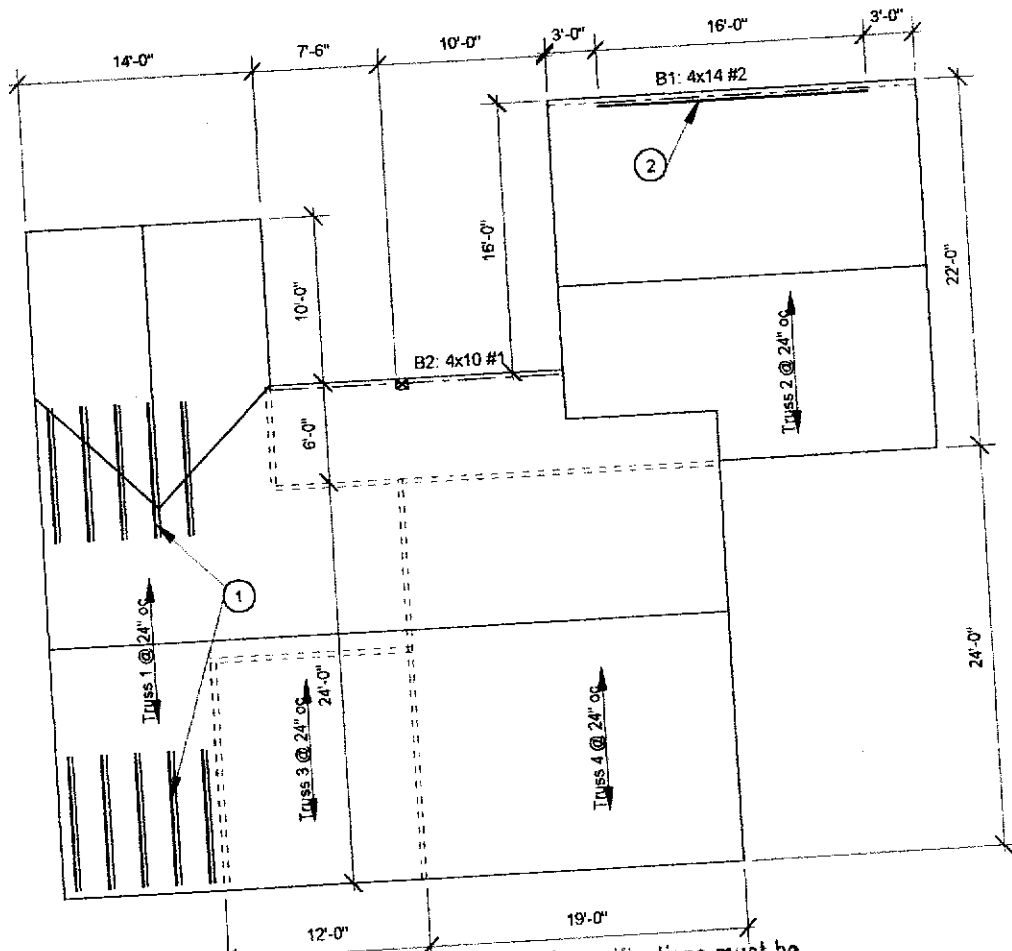 14'-0"
7'-6"
10'-0"
3'-0"
16'-0"
3'-0"
B1: 4x14 #2
2
16'-0"
22'-0"
10'-0"
Truss 2 @ 24" oc
B2: 4x10 #1
6'-0"
1
Truss 1 @ 24" oc
24'-0"
Truss 3 @ 24" oc
Truss 4 @ 24" oc
24'-0"
12'-0"
19'-0"
must be